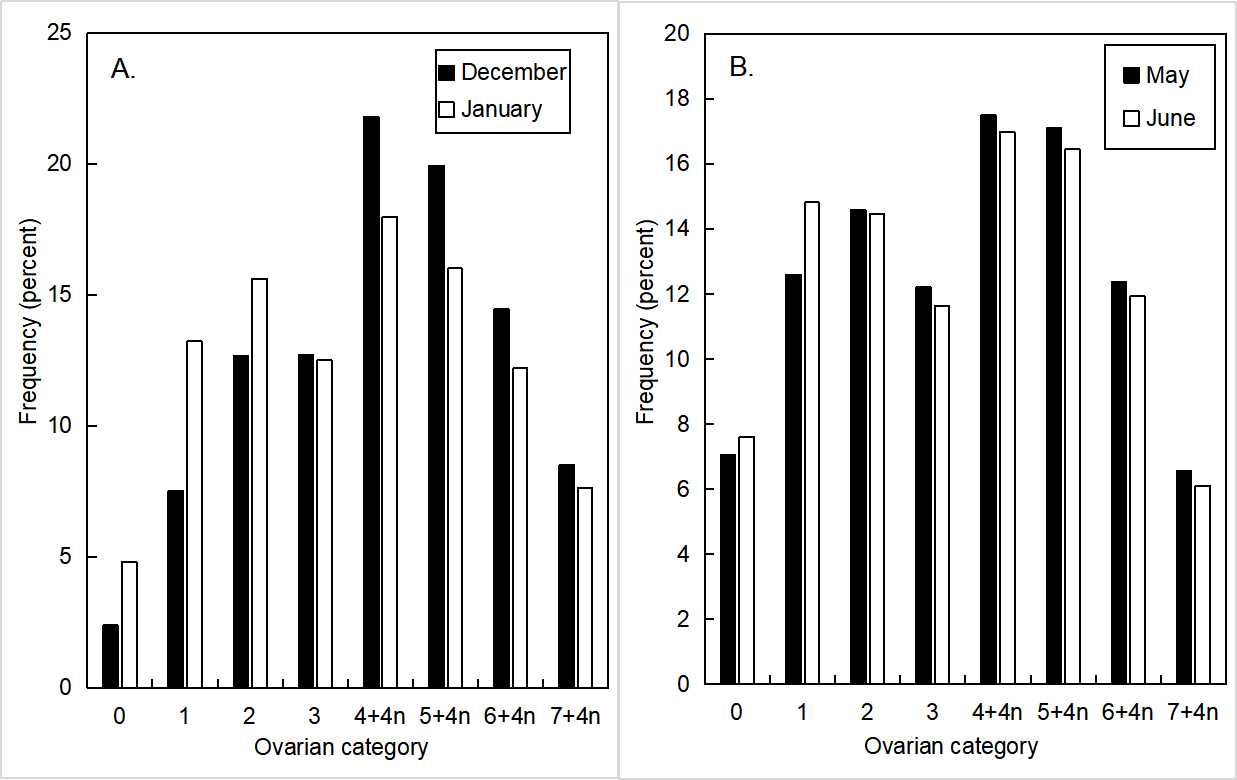 A.
December
January
25
20
15
10
5
0
Frequency (percent)
0 1 2 3 4+4n 5+4n 6+4n 7+4n
Ovarian category
B.
May
June
20
18
16
14
12
10
8
6
4
2
0
Frequency (percent)
0 1 2 3 4+4n 5+4n 6+4n 7+4n
Ovarian category